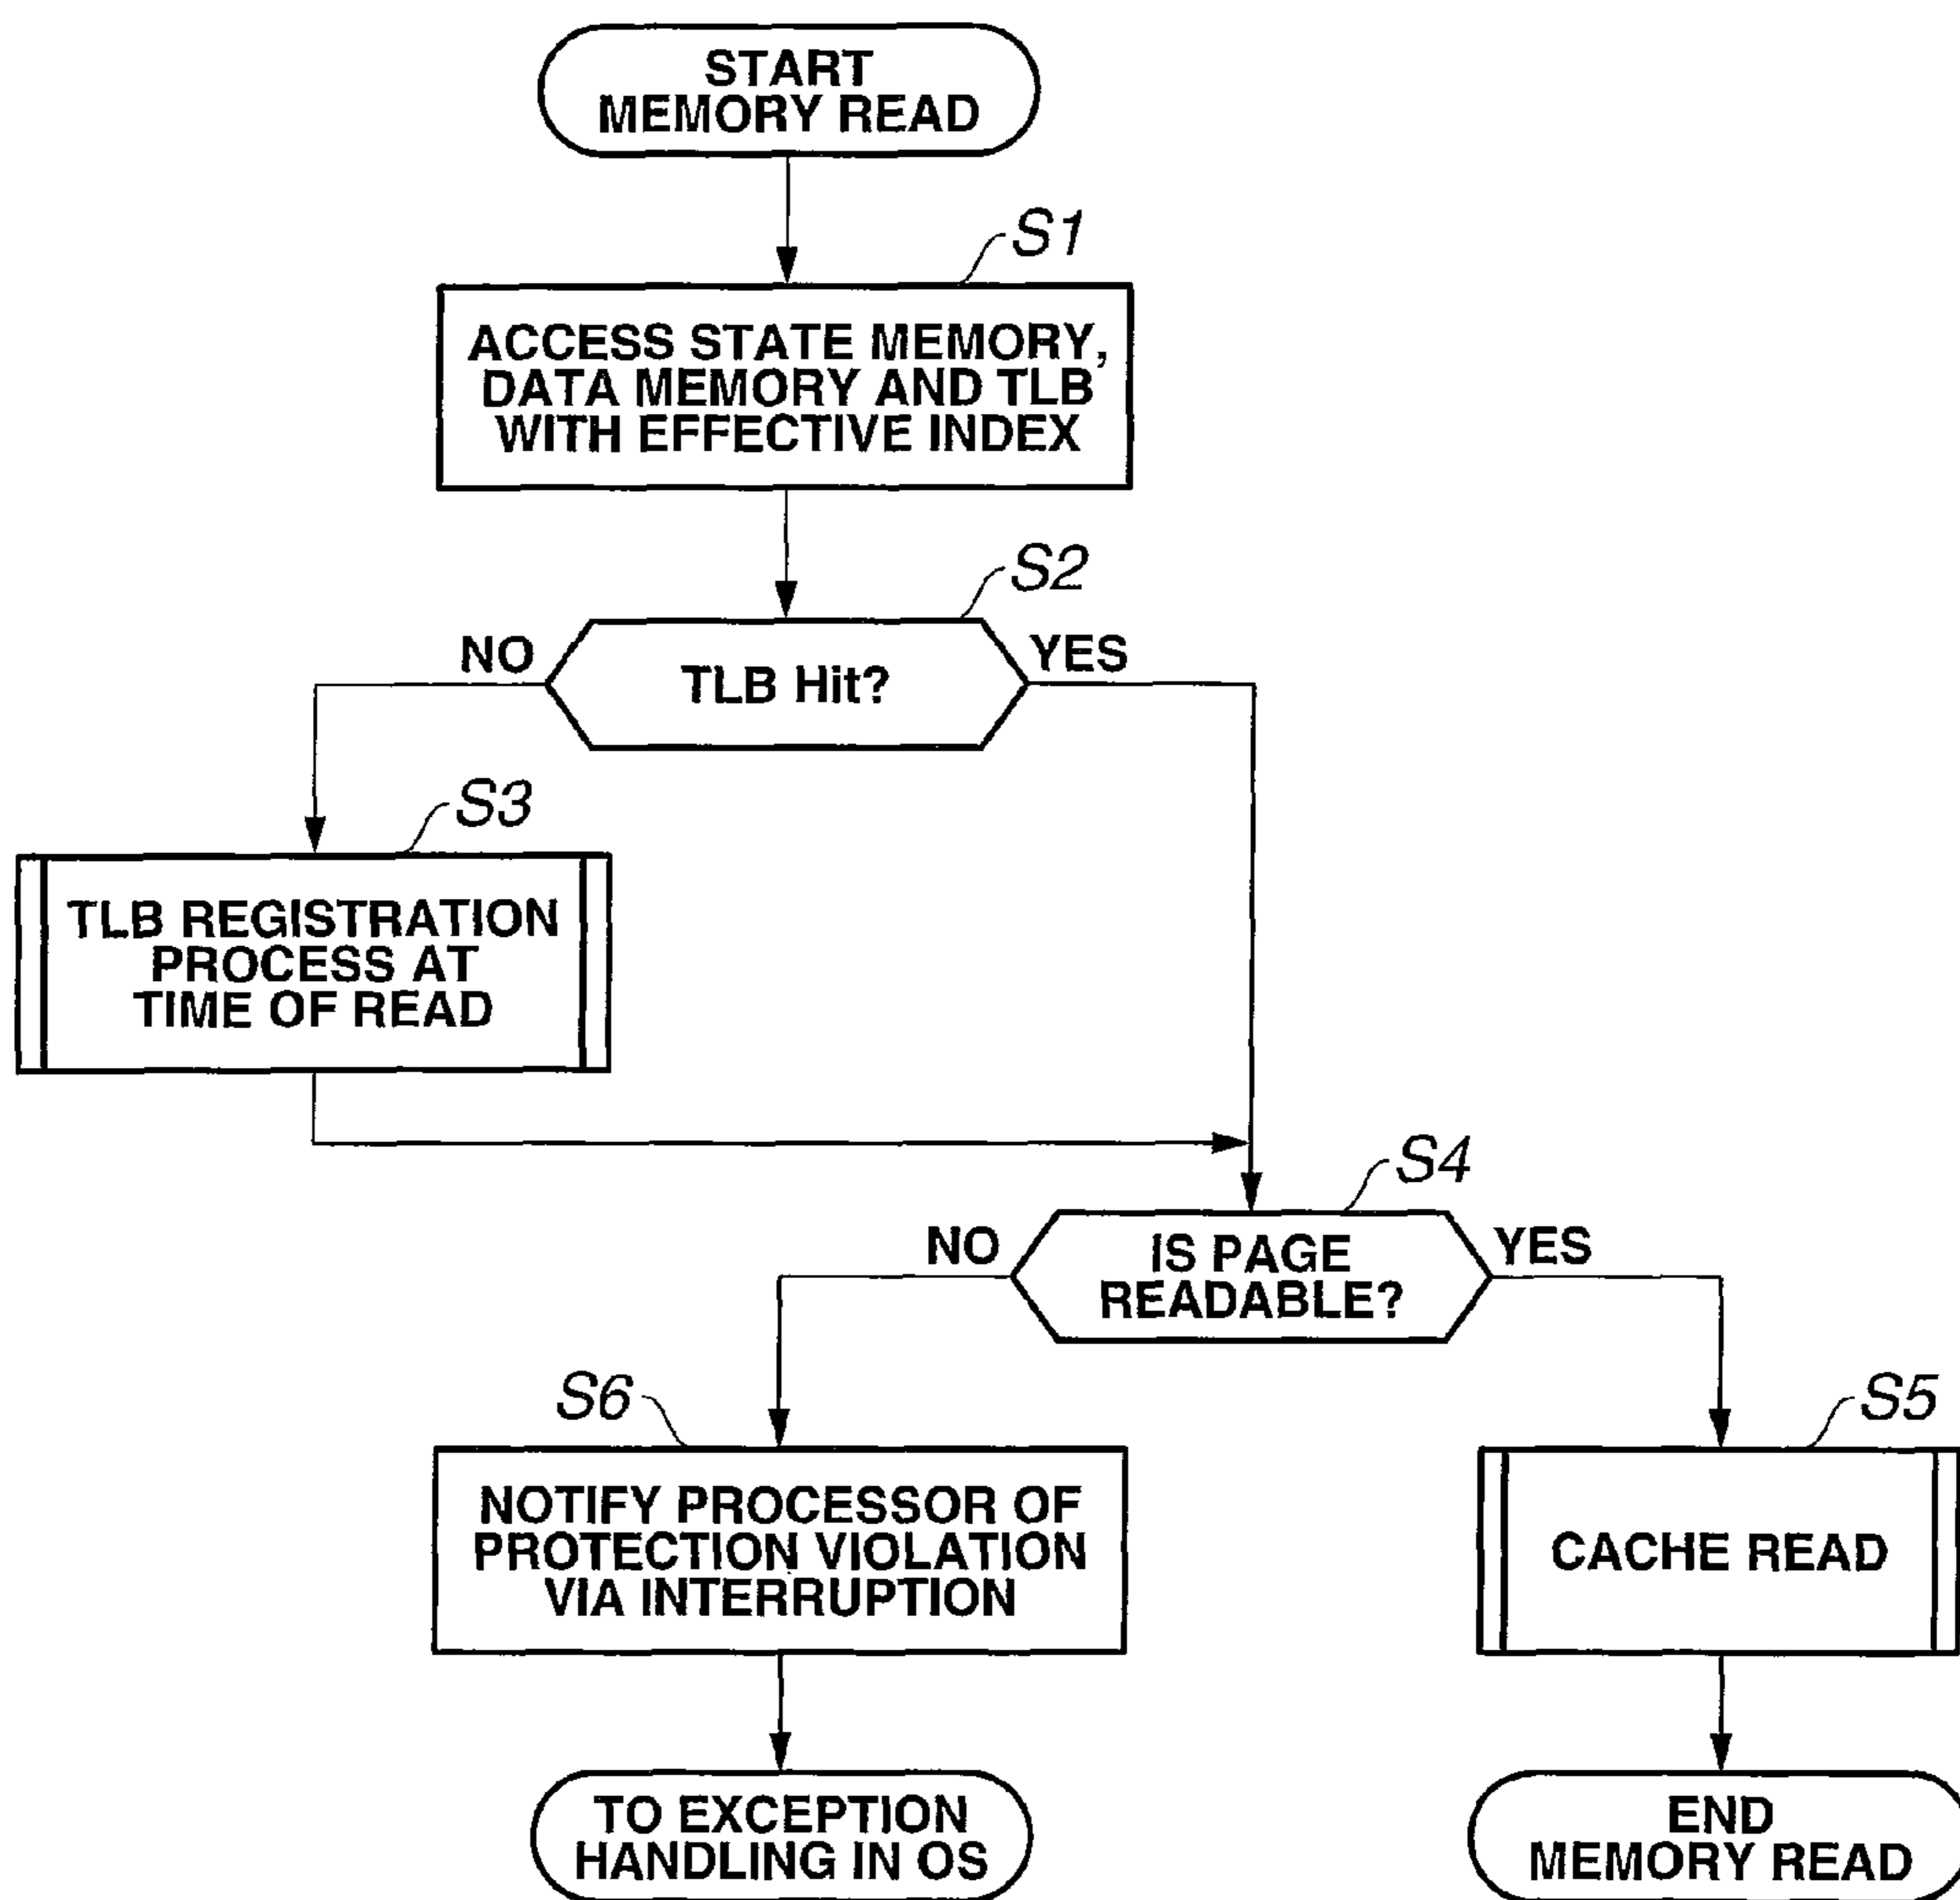 START
MEMORY READ
S1
ACCESS STATE MEMORY,
DATA MEMORY AND TLB
WITH EFFECTIVE INDEX
S2
NO
YES
TLB Hit?
S3
TLB REGISTRATION
PROCESS AT
TIME OF READ
S4
NO
YES
IS PAGE
READABLE?
S6
S5
NOTIFY PROCESSOR OF
PROTECTION VIOLATION
VIA INTERRUPTION
CACHE READ
TO EXCEPTION
HANDLING IN OS
END
MEMORY READ